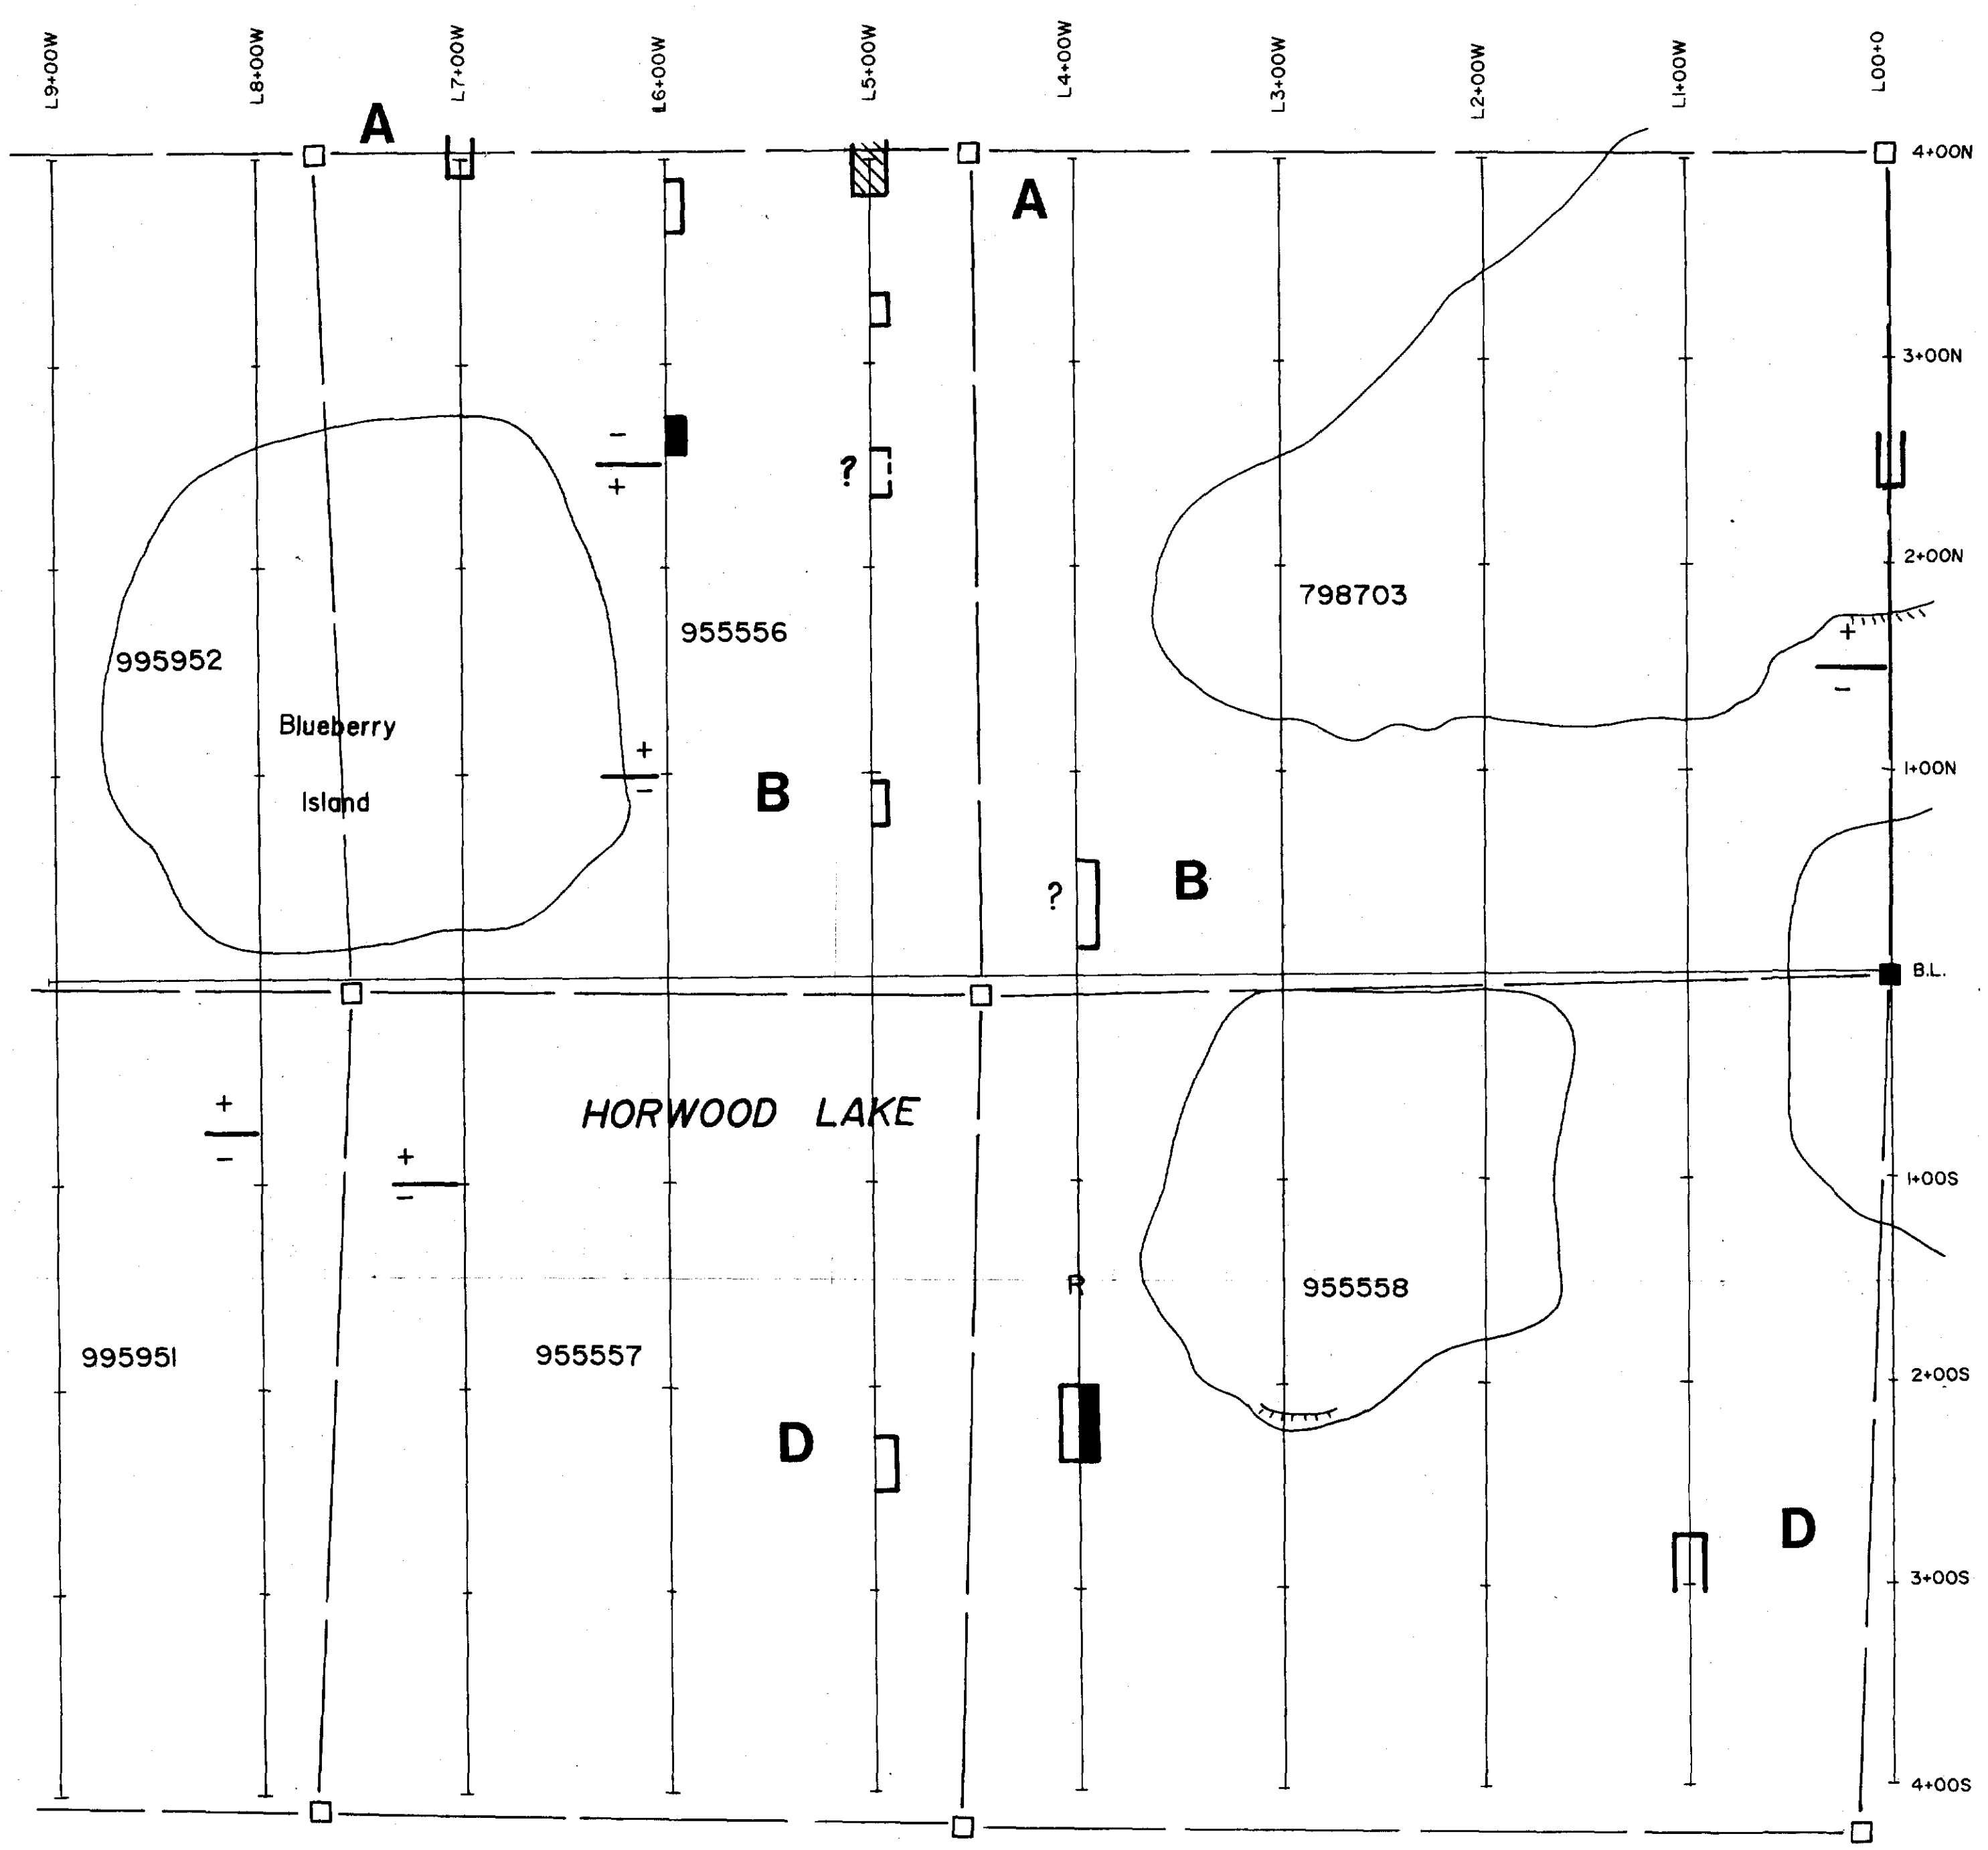 L9+00W
L8+00W
L7+00W
L6+00W
L5+00W
L4+00W
L3+00W
L2+00W
L1+00W
L00+0
A
4+00N
A
3+00N
−
+
?
2+00N
798703
955556
995952
+
−
Blueberry
Island
+
−
1+00N
B
B
?
B.L.
+
−
HORWOOD LAKE
+
−
1+00S
R
955558
995951
955557
2+00S
D
D
3+00S
4+00S